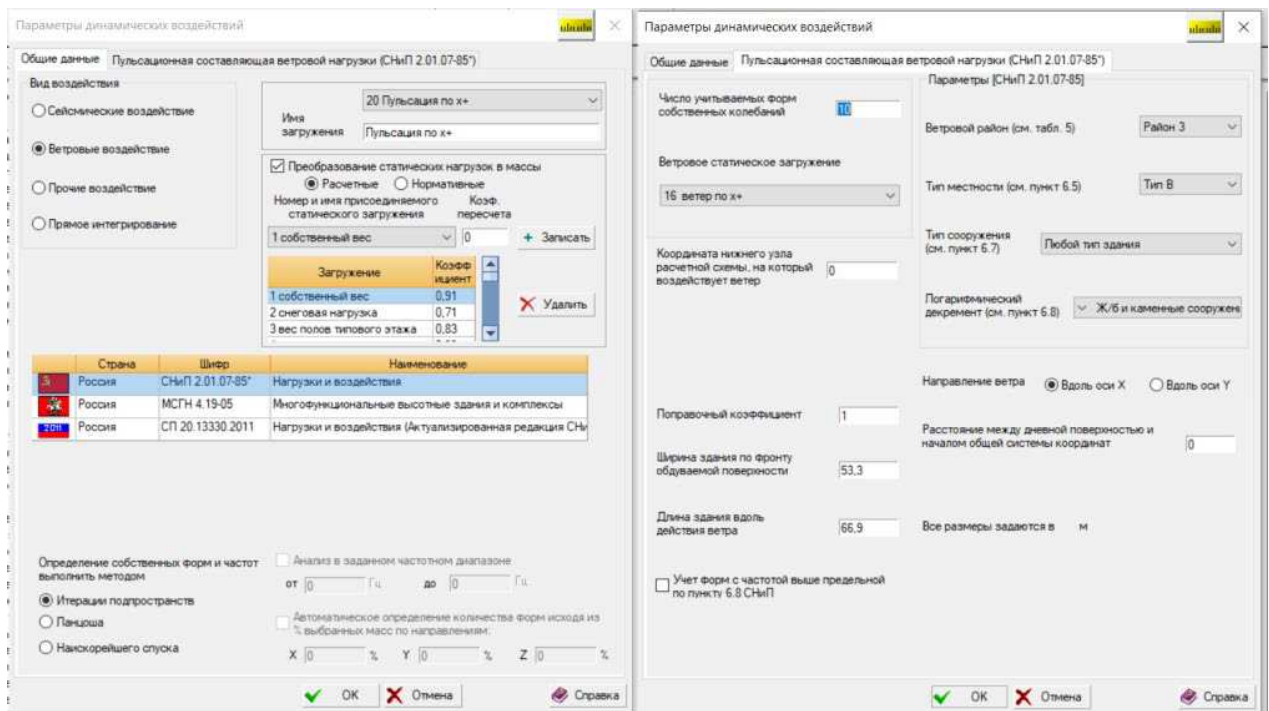 Параметры динамических воздействий
Общие данные
Пульсационная составляющая ветровой нагрузки (СНиП 2.01.07-85*)
Вид воздействия
Сейсмические воздействие
Ветровые воздействие
Прочие воздействие
Прямое интегрирование
20 Пульсация по x+
Имя
загружения
Пульсация по x+
Преобразование статических нагрузок в массы
Расчетные
Нормативные
Номер и имя присоединяемого
статического загружения
Коэф.
пересчета
1 собственный вес
0
Записать
Загружение
Коэфф
ициент
1 собственный вес 0,91
2 снеговая нагрузка 0,71
3 вес полов типового этажа 0,83
Удалить
Страна Шифр Наименование
Россия СНиП 2.01.07-85* Нагрузки и воздействия
Россия МСГН 4.19-05 Многофункциональные высотные здания и комплексы
2011 Россия СП 20.13330.2011 Нагрузки и воздействия (Актуализированная редакция СНи
Определение собственных форм и частот
выполнить методом
Итерации подпространств
Ланцоша
Наискорейшего спуска
Анализ в заданном частотном диапазоне
от 0 Гц до 0 Гц
Автоматическое определение количества форм исходя из
% выбранных масс по направлениям:
X 0 % Y 0 % Z 0 %
OK
Отмена
Справка
Параметры динамических воздействий
Общие данные
Пульсационная составляющая ветровой нагрузки (СНиП 2.01.07-85*)
Число учитываемых форм
собственных колебаний
10
Ветровое статическое загружение
16 ветер по x+
Координата нижнего узла
расчетной схемы, на который
воздействует ветер
0
Поправочный коэффициент
1
Ширина здания по фронту
обдуваемой поверхности
53,3
Длина здания вдоль
действия ветра
66,9
Учет форм с частотой выше предельной
по пункту 6.8 СНиП
Параметры [СНиП 2.01.07-85]
Ветровой район (см. табл. 5)
Район 3
Тип местности (см. пункт 6.5)
Тип B
Тип сооружения
(см. пункт 6.7)
Любой тип здания
Логарифмический
декремент (см. пункт 6.8)
Ж/б и каменные сооружен
Направление ветра
Вдоль оси X
Вдоль оси Y
Расстояние между дневной поверхностью и
началом общей системы координат
0
Все размеры задаются в м
OK
Отмена
Справка